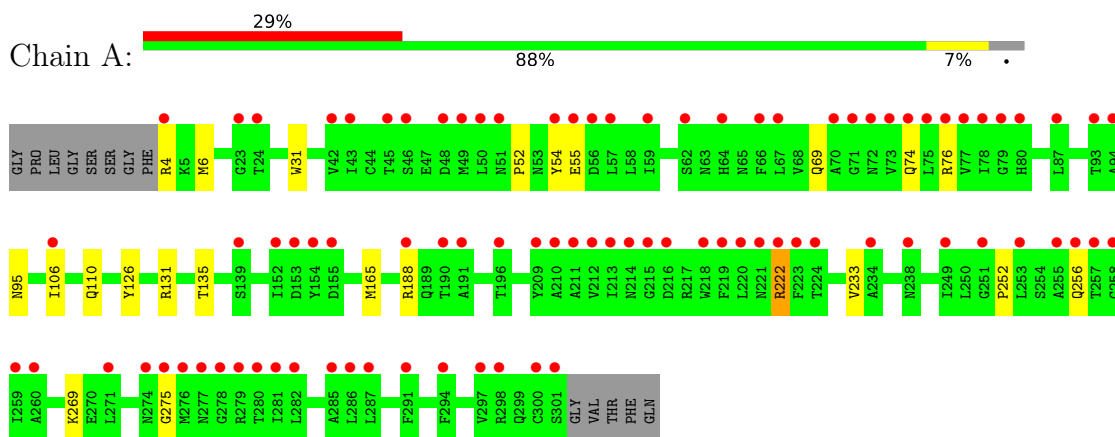 29%
Chain A:
88% 7% •
GLY PRO LEU GLY SER SER GLY PHE R4 K5 M6 G23 T24 W31 V42 I43 C44 T45 S46 E47 D48 M49 L50 N51 P52 N53 Y54 E55 D56 L57 L58 I59 S62 N63 H64 N65 F66 L67 V68 Q69 A70 G71 N72 V73 Q74 L75 R76 V77 I78 G79 H80 L87 T93 A94
N95 I106 Q110 Y126 R131 T135 S139 I152 D153 Y154 D155 M165 R188 Q189 T190 A191 T196 Y209 A210 A211 V212 I213 N214 G215 D216 R217 W218 F219 L220 N221 R222 F223 T224 V233 A234 N238 I249 L250 G251 P252 L253 S254 A255 Q256 T257
I259 A260 K269 E270 L271 N274 G275 M276 N277 G278 R279 T280 I281 L282 A285 L286 L287 F291 F294 V297 R298 Q299 C300 S301 GLY VAL THR PHE GLN